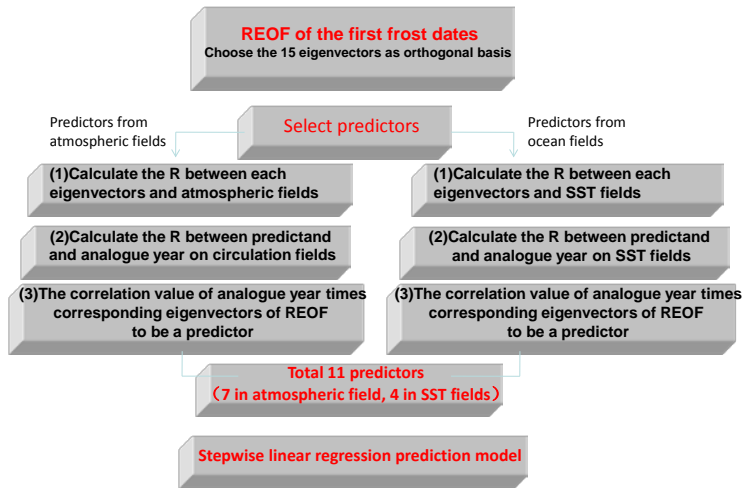 REOF of the first frost dates
Choose the 15 eigenvectors as orthogonal basis
Select predictors
Predictors from
atmospheric fields
Predictors from
ocean fields
(1)Calculate the R between each
eigenvectors and atmospheric fields
(2)Calculate the R between predictand
and analogue year on circulation fields
(3)The correlation value of analogue year times
corresponding eigenvectors of REOF
to be a predictor
(1)Calculate the R between each
eigenvectors and SST fields
(2)Calculate the R between predictand
and analogue year on SST fields
(3)The correlation value of analogue year times
corresponding eigenvectors of REOF
to be a predictor
Total 11 predictors
（7 in atmospheric field, 4 in SST fields）
Stepwise linear regression prediction model